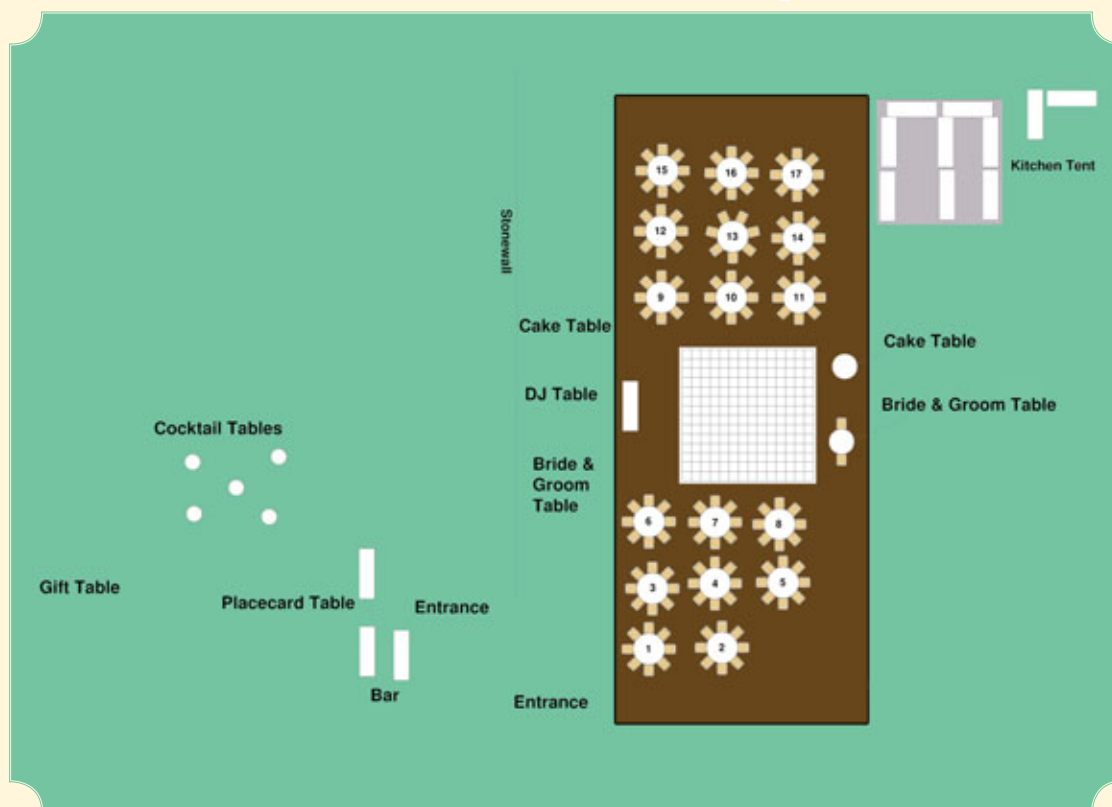 Kitchen Tent
15
16
17
12
13
14
Stonewall
9
10
11
Cake Table
Cake Table
DJ Table
Bride & Groom Table
Cocktail Tables
Bride &
Groom
Table
6
7
8
3
4
5
Gift Table
Placecard Table
Entrance
1
2
Bar
Entrance